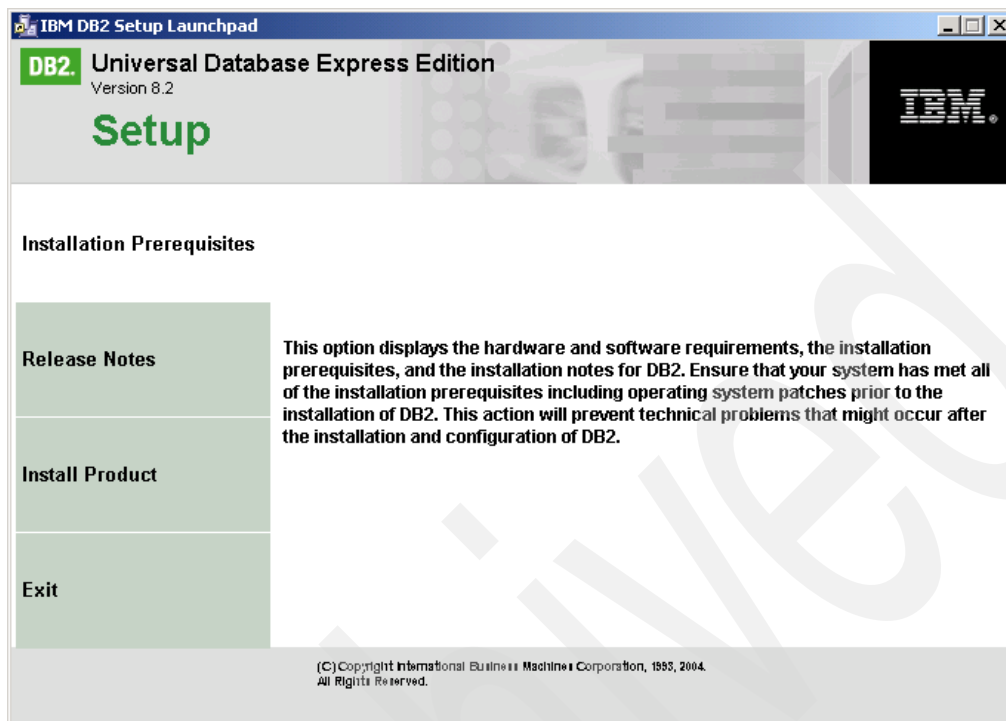 IBM DB2 Setup Launchpad
DB2. Universal Database Express Edition
Version 8.2
Setup
IBM.
Installation Prerequisites
Release Notes
This option displays the hardware and software requirements, the installation
prerequisites, and the installation notes for DB2. Ensure that your system has met all
of the installation prerequisites including operating system patches prior to the
installation of DB2. This action will prevent technical problems that might occur after
the installation and configuration of DB2.
Install Product
Exit
(C) Copyright International Business Machines Corporation, 1993, 2004.
All Rights Reserved.